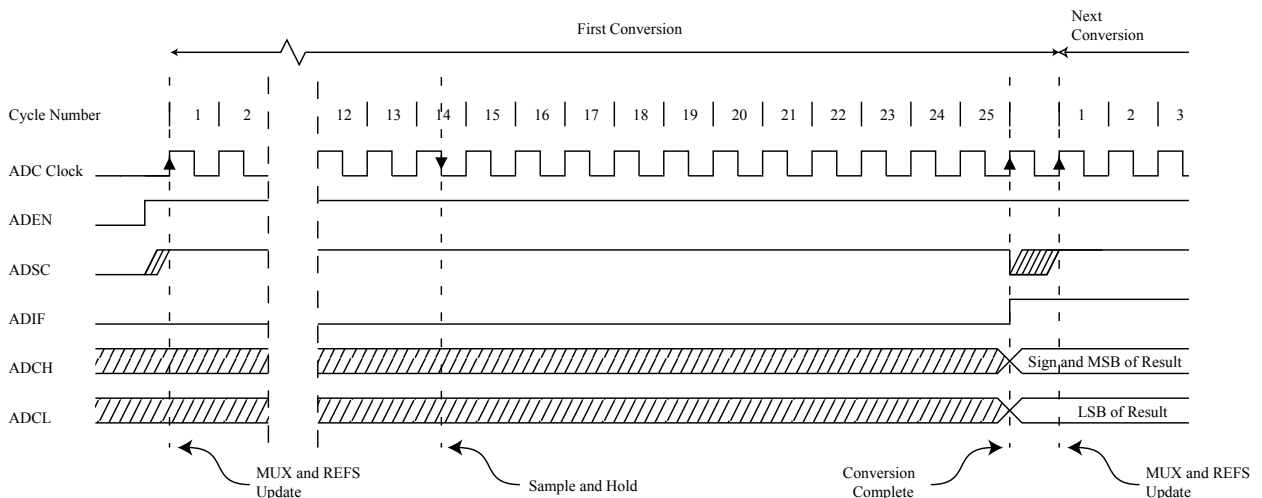 First Conversion
Next
Conversion
Cycle Number 1 2 12 13 14 15 16 17 18 19 20 21 22 23 24 25 1 2 3
ADC Clock
ADEN
ADSC
ADIF
ADCH Sign and MSB of Result
ADCL LSB of Result
MUX and REFS
Update
Sample and Hold
Conversion
Complete
MUX and REFS
Update